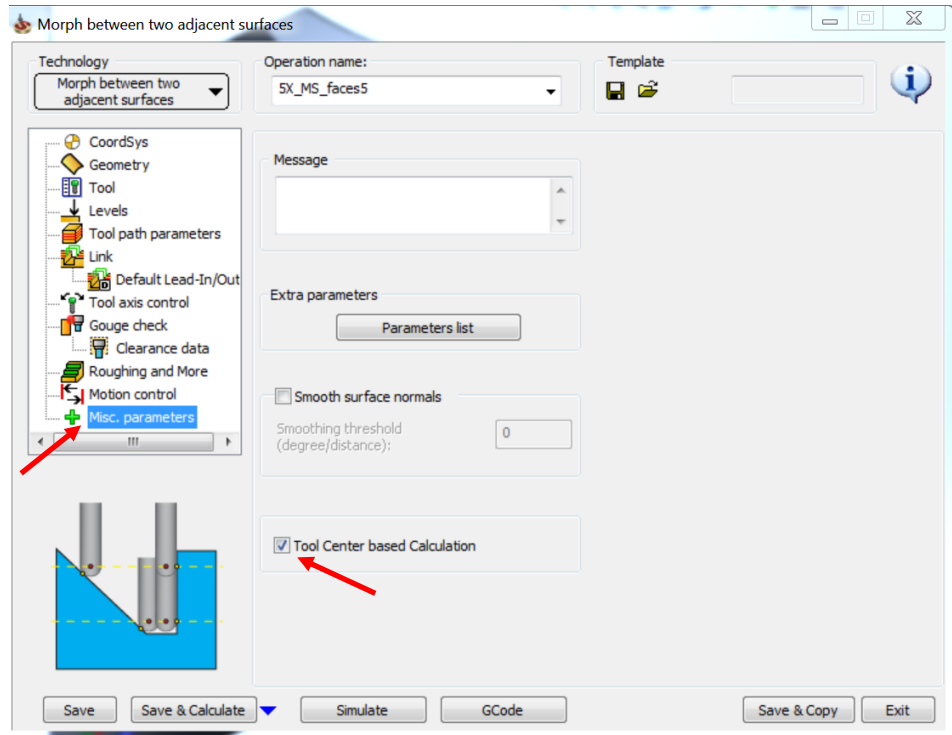 Morph between two adjacent surfaces
Technology
Morph between two
adjacent surfaces
Operation name:
5X_MS_faces5
Template
CoordSys
Geometry
Tool
Levels
Tool path parameters
Link
Default Lead-In/Out
Tool axis control
Gouge check
Clearance data
Roughing and More
Motion control
Misc. parameters
Message
Extra parameters
Parameters list
Smooth surface normals
Smoothing threshold
(degree/distance):
0
Tool Center based Calculation
Save
Save & Calculate
Simulate
GCode
Save & Copy
Exit